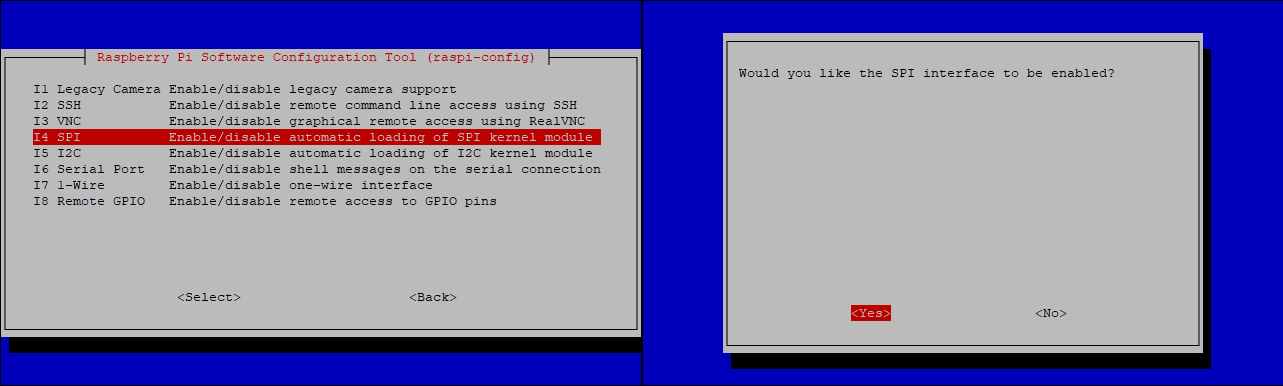 Raspberry Pi Software Configuration Tool (raspi-config)
I1 Legacy Camera Enable/disable legacy camera support
I2 SSH Enable/disable remote command line access using SSH
I3 VNC Enable/disable graphical remote access using RealVNC
I4 SPI Enable/disable automatic loading of SPI kernel module
I5 I2C Enable/disable automatic loading of I2C kernel module
I6 Serial Port Enable/disable shell messages on the serial connection
I7 1-Wire Enable/disable one-wire interface
I8 Remote GPIO Enable/disable remote access to GPIO pins
<Select> <Back>
Would you like the SPI interface to be enabled?
<Yes> <No>